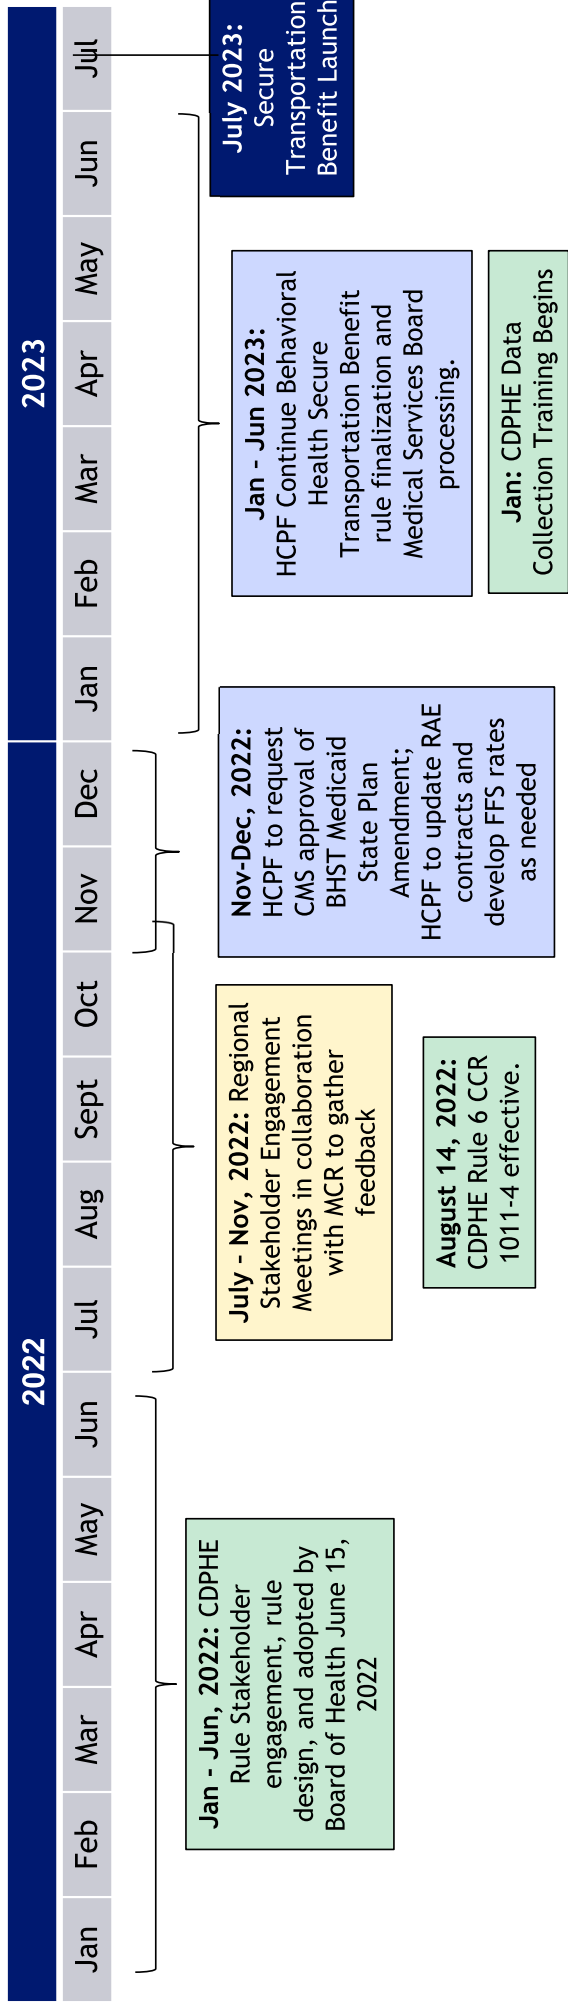 2022
2023
Jan
Feb
Mar
Apr
May
Jun
Jul
Aug
Sept
Oct
Nov
Dec
Jan
Feb
Mar
Apr
May
Jun
Jul
Jan - Jun, 2022: CDPHE
Rule Stakeholder
engagement, rule
design, and adopted by
Board of Health June 15,
2022
July - Nov, 2022: Regional
Stakeholder Engagement
Meetings in collaboration
with MCR to gather
feedback
August 14, 2022:
CDPHE Rule 6 CCR
1011-4 effective.
Nov-Dec, 2022:
HCPF to request
CMS approval of
BHST Medicaid
State Plan
Amendment;
HCPF to update RAE
contracts and
develop FFS rates
as needed
Jan - Jun 2023:
HCPF Continue Behavioral
Health Secure
Transportation Benefit
rule finalization and
Medical Services Board
processing.
Jan: CDPHE Data
Collection Training Begins
July 2023:
Secure
Transportation
Benefit Launch